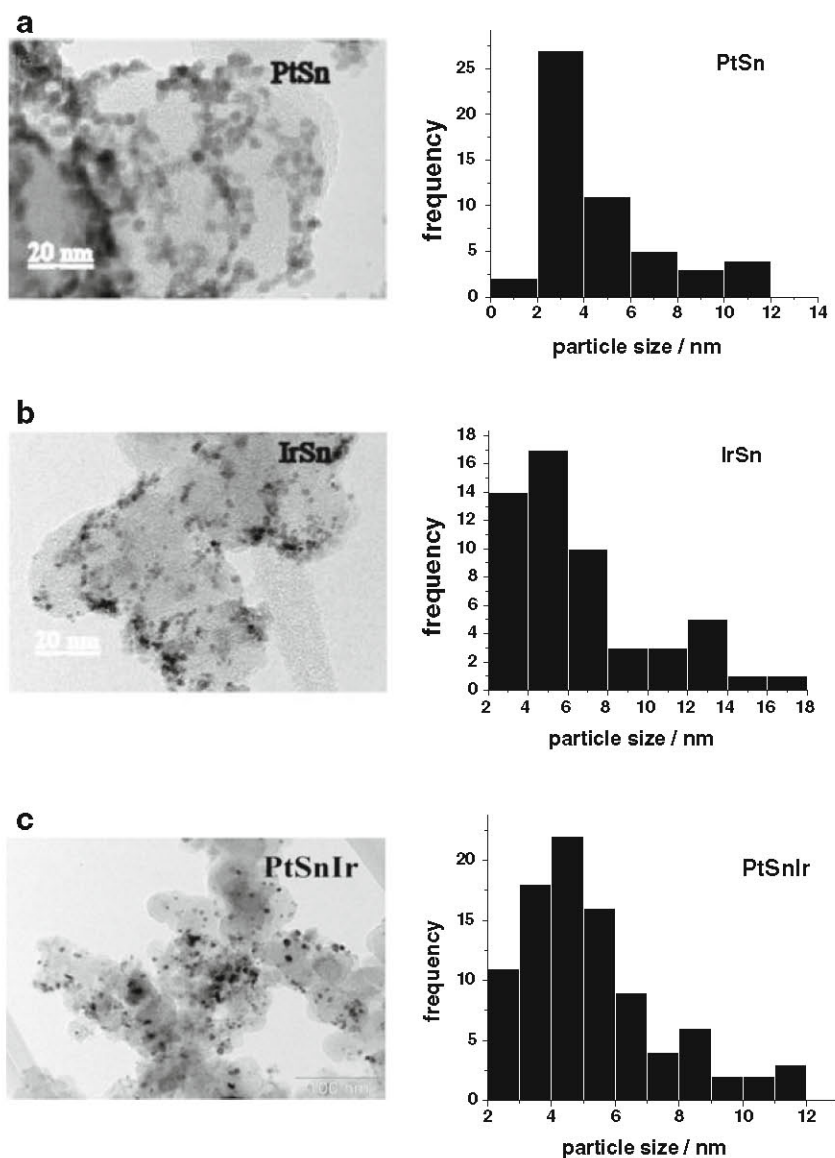 a
PtSn
20 nm
PtSn
frequency
25
20
15
10
5
0
0 2 4 6 8 10 12 14
particle size / nm
b
IrSn
20 nm
IrSn
frequency
18
16
14
12
10
8
6
4
2
0
2 4 6 8 10 12 14 16 18
particle size / nm
c
PtSnIr
100 nm
PtSnIr
frequency
20
15
10
5
0
2 4 6 8 10 12
particle size / nm